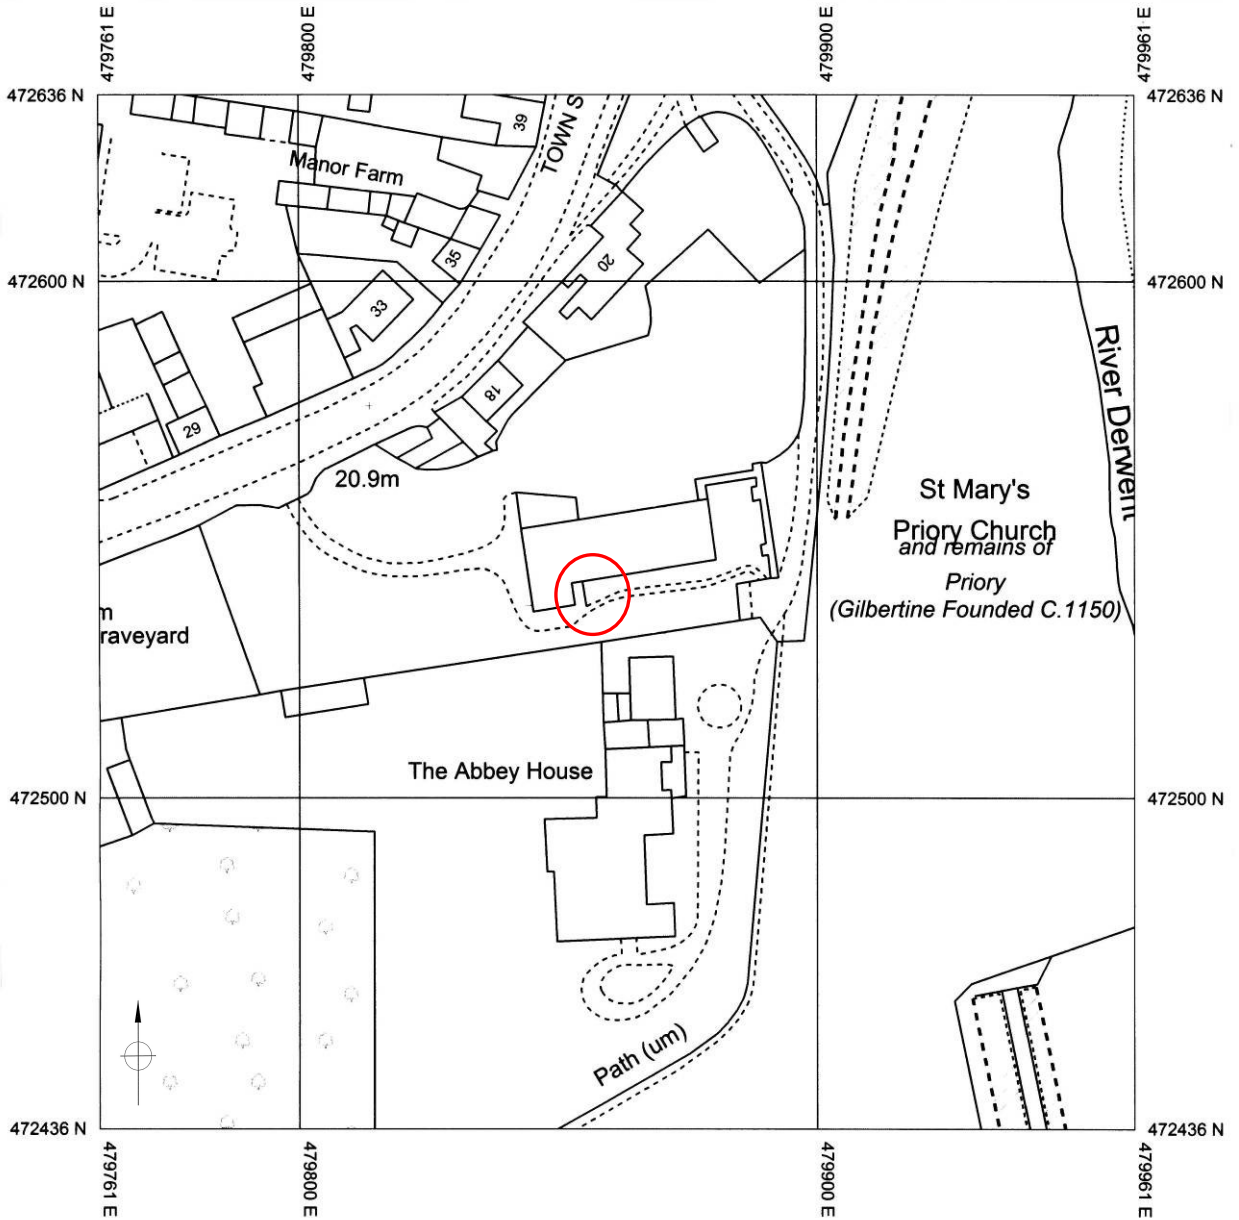 479761 E
479800 E
479900 E
479961 E
472636 N
472636 N
39
TOWN S
Manor Farm
35
20
472600 N
472600 N
33
River Derwent
18
29
20.9m
St Mary's
Priory Church
and remains of
Priory
(Gilbertine Founded C.1150)
m
raveyard
The Abbey House
472500 N
472500 N
Path (um)
472436 N
472436 N
479761 E
479800 E
479900 E
479961 E